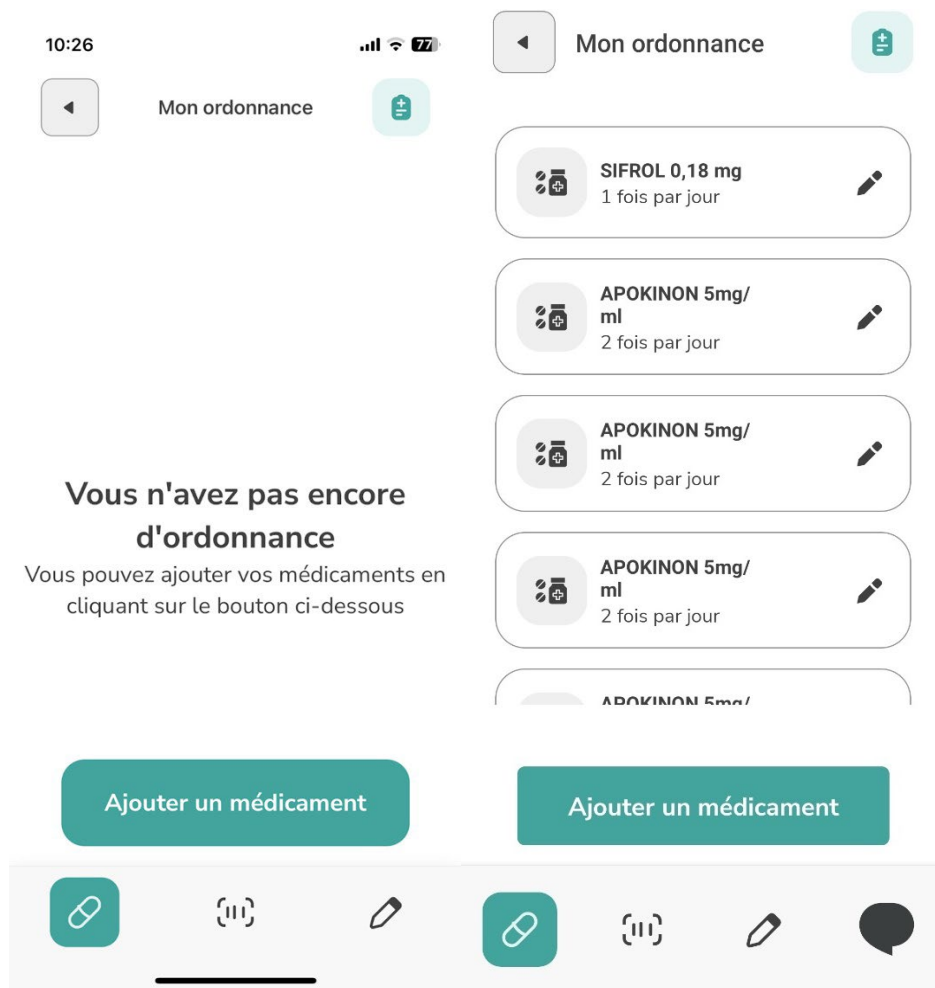 10:26
77
Mon ordonnance
Vous n'avez pas encore
d'ordonnance
Vous pouvez ajouter vos médicaments en
cliquant sur le bouton ci-dessous
Ajouter un médicament
Mon ordonnance
SIFROL 0,18 mg
1 fois par jour
APOKINON 5mg/
ml
2 fois par jour
APOKINON 5mg/
ml
2 fois par jour
APOKINON 5mg/
ml
2 fois par jour
APOKINON 5mg/
Ajouter un médicament